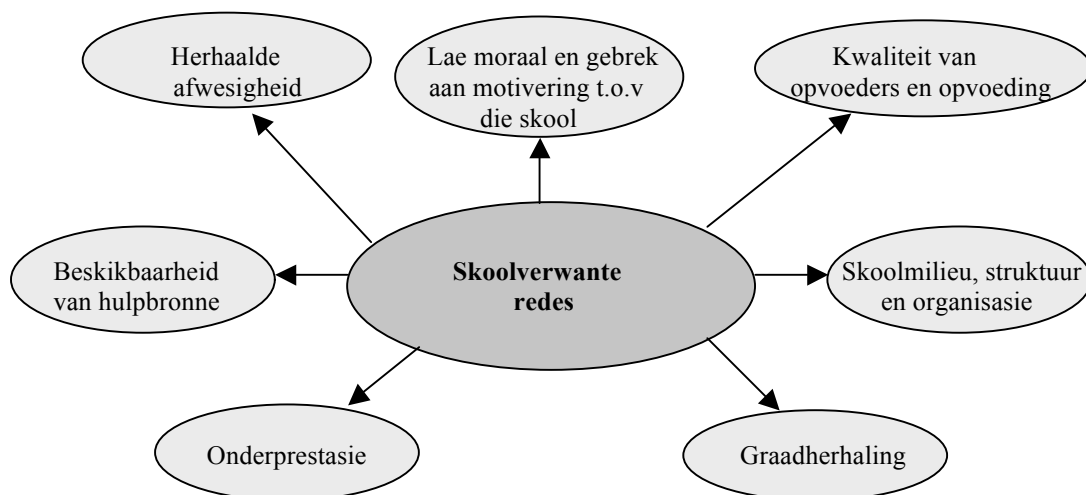 Herhaalde
afwesigheid
Lae moraal en gebrek
aan motivering t.o.v
die skool
Kwaliteit van
opvoeders en opvoeding
Beskikbaarheid
van hulpbronne
Skoolverwante
redes
Skoolmilieu, struktuur
en organisasie
Onderprestasie
Graadherhaling